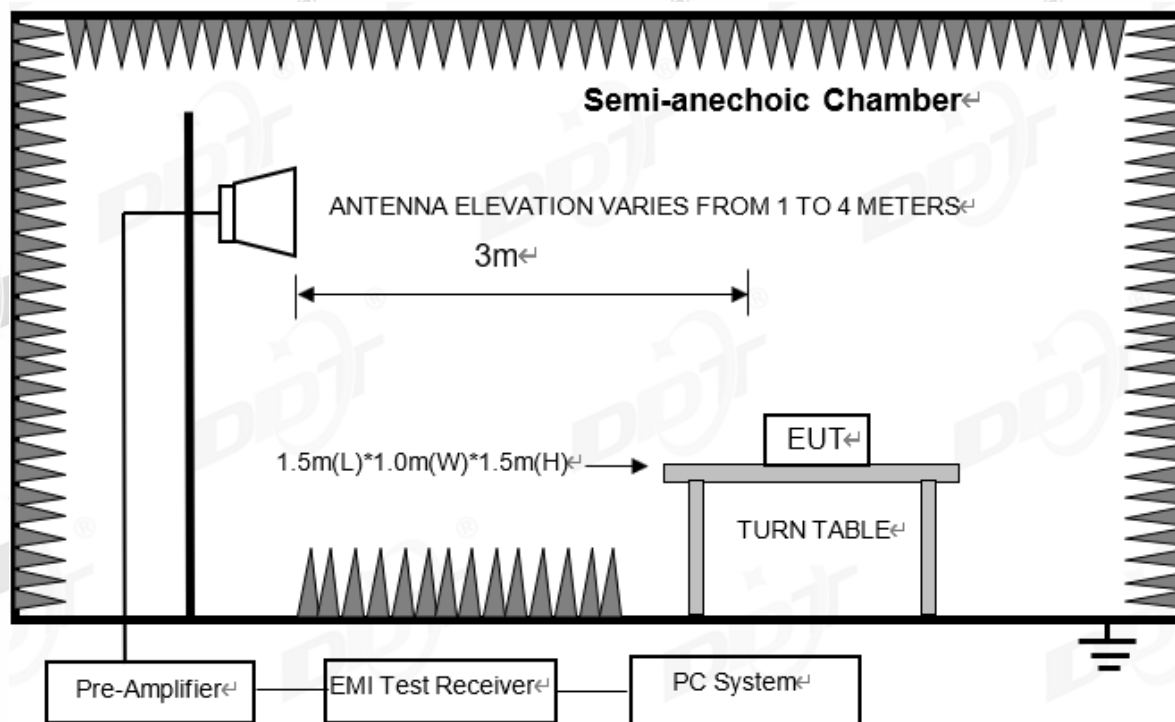 Semi-anechoic Chamber↵
ANTENNA ELEVATION VARIES FROM 1 TO 4 METERS↵
3m↵
EUT↵
1.5m(L)*1.0m(W)*1.5m(H)↵
TURN TABLE↵
Pre-Amplifier↵
EMI Test Receiver↵
PC System↵
DDT®